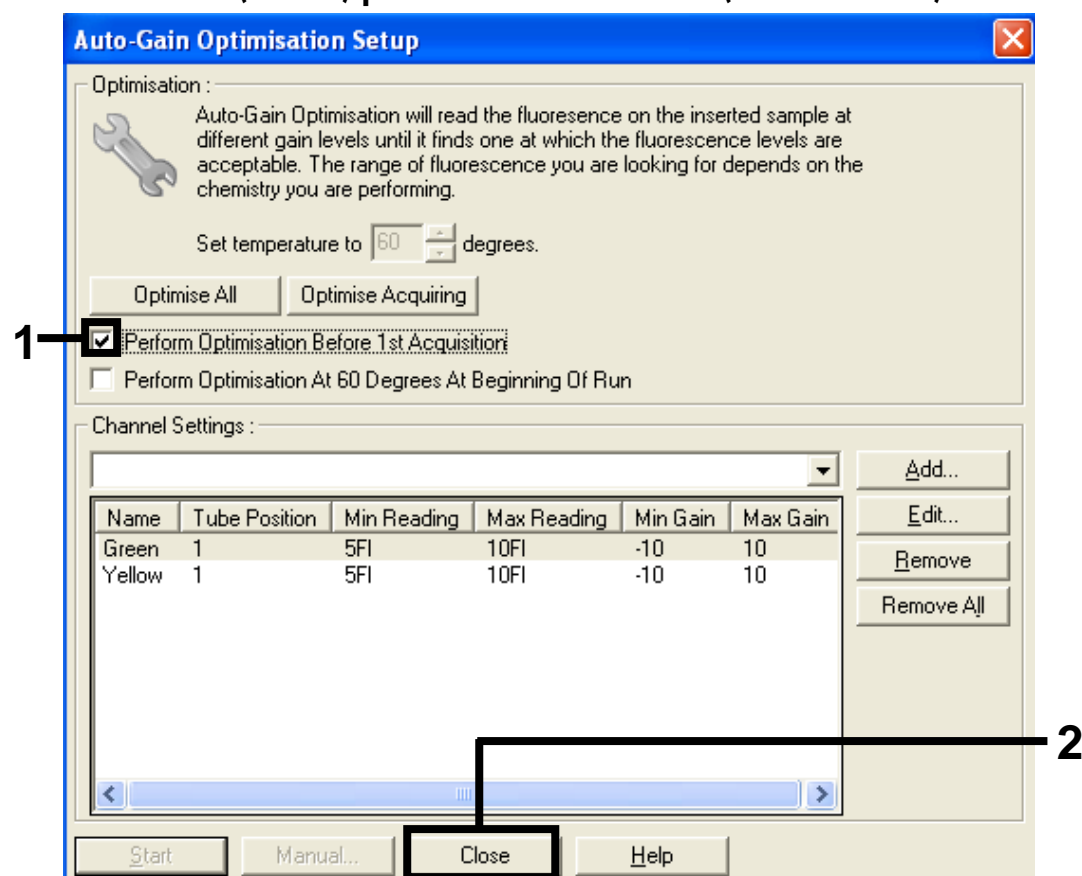 Auto-Gain Optimisation Setup
Optimisation :
Auto-Gain Optimisation will read the fluoresence on the inserted sample at
different gain levels until it finds one at which the fluorescence levels are
acceptable. The range of fluorescence you are looking for depends on the
chemistry you are performing.
Set temperature to 60 degrees.
Optimise All Optimise Acquiring
1 Perform Optimisation Before 1st Acquisition
Perform Optimisation At 60 Degrees At Beginning Of Run
Channel Settings :
Add...
Name Tube Position Min Reading Max Reading Min Gain Max Gain Edit...
Green 1 5Fl 10Fl -10 10
Remove
Yellow 1 5Fl 10Fl -10 10
Remove All
2
Start Manual... Close Help